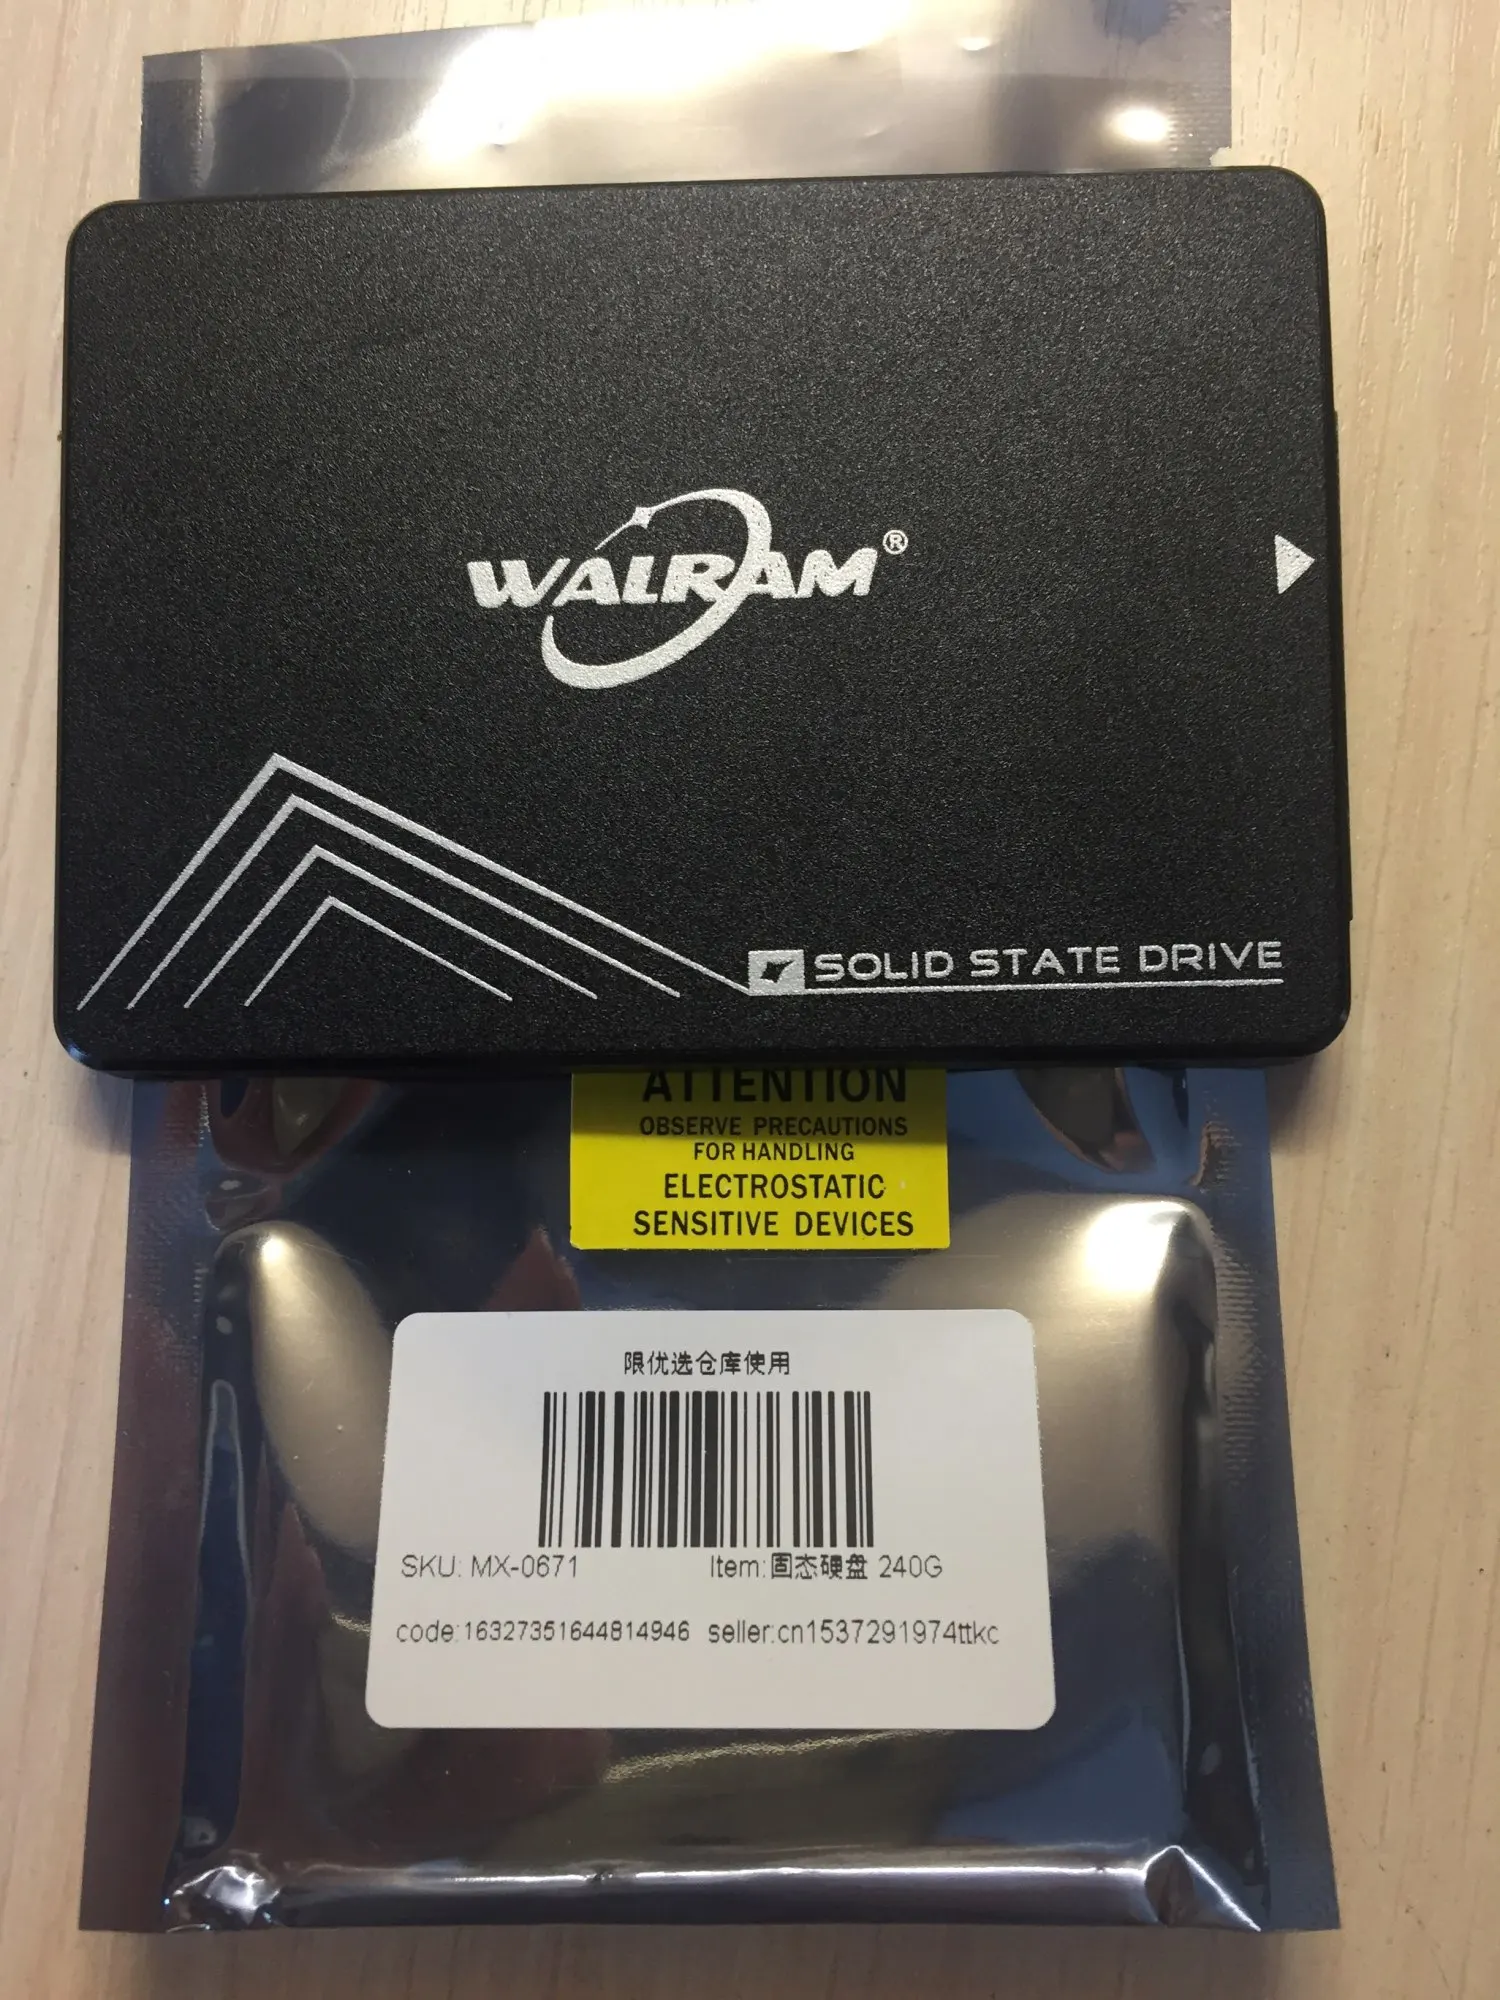 WALRAM®
SOLID STATE DRIVE
ATTENTION
OBSERVE PRECAUTIONS
FOR HANDLING
ELECTROSTATIC
SENSITIVE DEVICES
限优选仓库使用
SKU: MX-0671 Item:固态硬盘 240G
code:16327351644814946 seller:cn1537291974ttkc